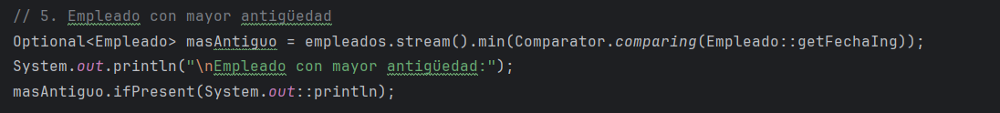 // 5. Empleado con mayor antigüedad
Optional<Empleado> masAntiguo = empleados.stream().min(Comparator.comparing(Empleado::getFechaIng));
System.out.println("\nEmpleado con mayor antigüedad:");
masAntiguo.ifPresent(System.out::println);